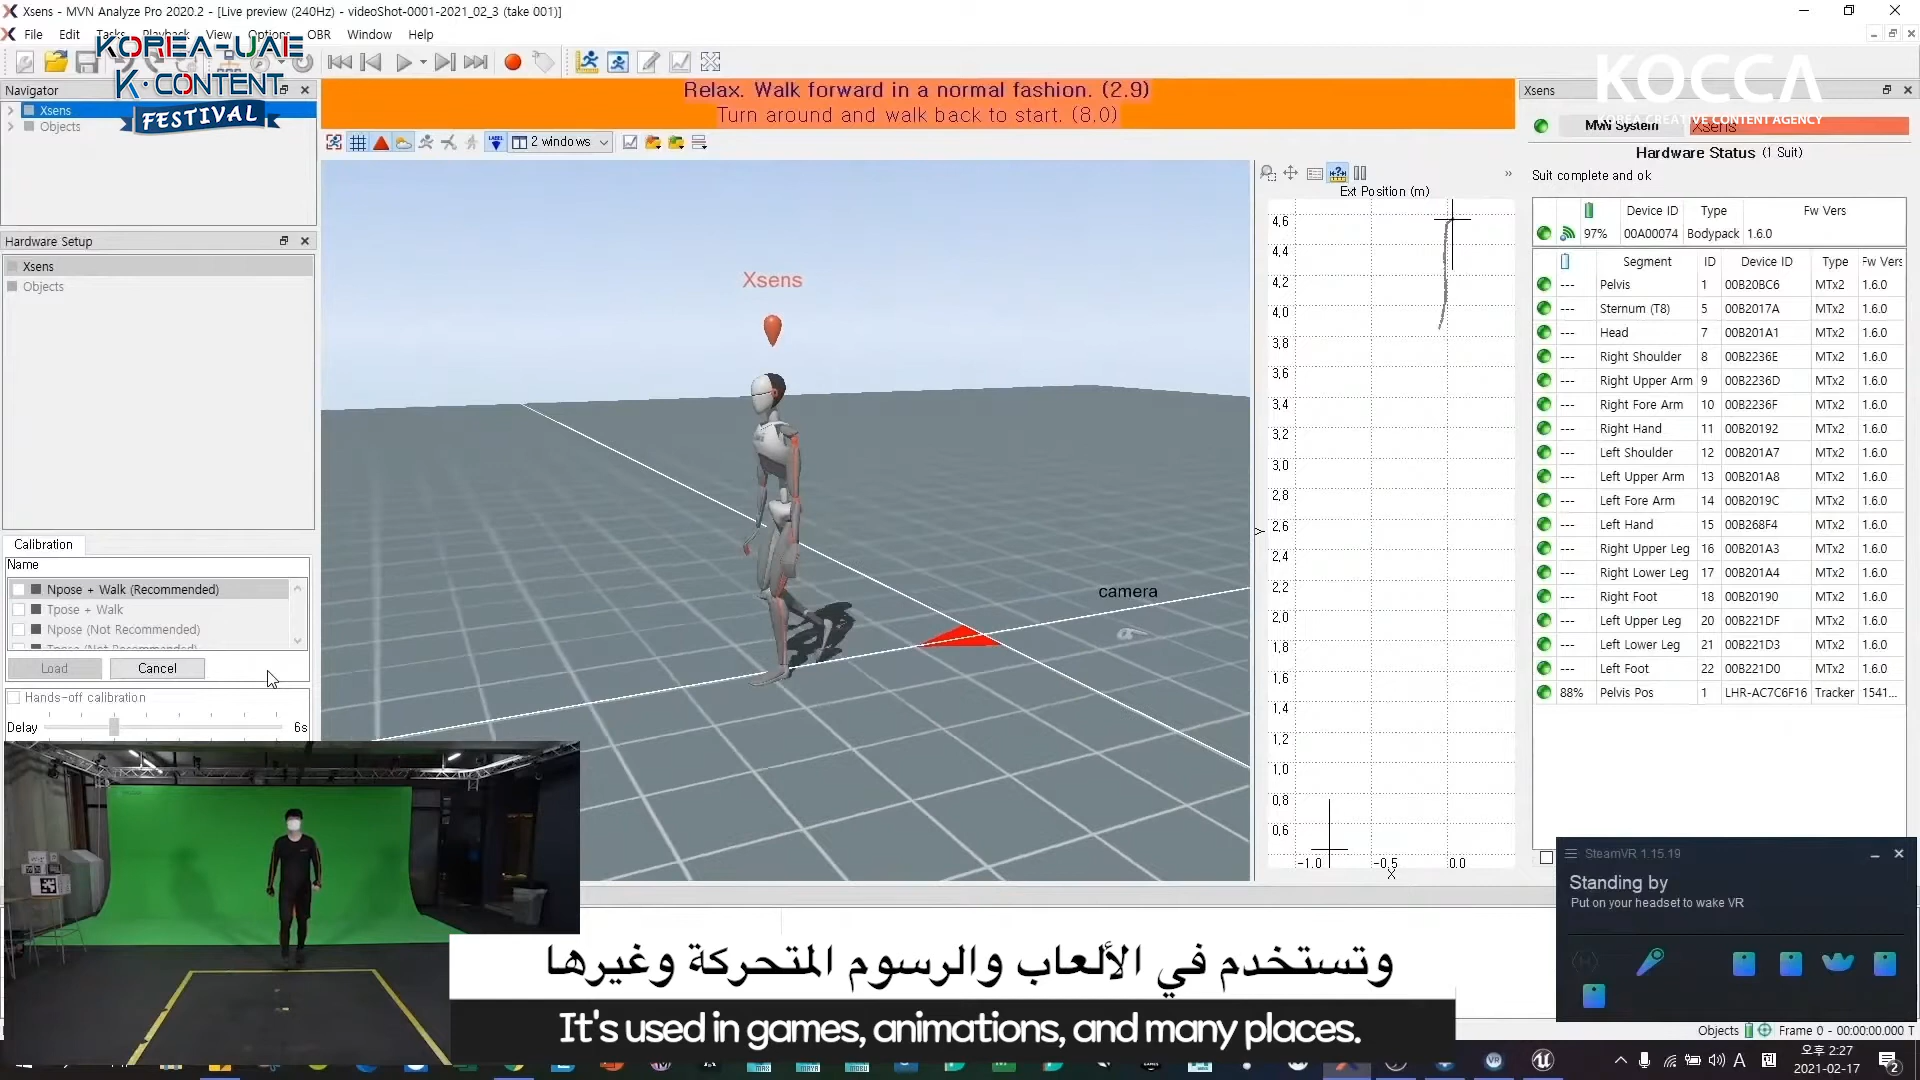 Xsens - MVN Analyze Pro 2020.2 - [Live preview (240Hz) - videoShot-0001-2021_02_3 (take 001)]
File Edit Tasks Playback View Options OBR Window Help
KOREA-UAE
K·CONTENT
FESTIVAL
KOCCA
KOREA CREATIVE CONTENT AGENCY
Navigator
Xsens
Objects
Relax. Walk forward in a normal fashion. (2.9)
Turn around and walk back to start. (8.0)
2 windows
Hardware Setup
Xsens
Objects
Calibration
Name
Npose + Walk (Recommended)
Tpose + Walk
Npose (Not Recommended)
Tpose (Not Recommended)
Load Cancel
Hands-off calibration
Delay 6s
Xsens
camera
Ext Position (m)
4,6
4,4
4,2
4,0
3,8
3,6
3,4
3,2
3,0
2,8
2,6
2,4
2,2
2,0
1,8
1,6
1,4
1,2
1,0
0,8
0,6
-1.0 -0.5 0.0
X
Xsens
MVN System Xsens
Hardware Status (1 Suit)
Suit complete and ok
Device ID Type Fw Vers
97% 00A00074 Bodypack 1.6.0
Segment ID Device ID Type Fw Vers
--- Pelvis 1 00B20BC6 MTx2 1.6.0
--- Sternum (T8) 5 00B2017A MTx2 1.6.0
--- Head 7 00B201A1 MTx2 1.6.0
--- Right Shoulder 8 00B2236E MTx2 1.6.0
--- Right Upper Arm 9 00B2236D MTx2 1.6.0
--- Right Fore Arm 10 00B2236F MTx2 1.6.0
--- Right Hand 11 00B20192 MTx2 1.6.0
--- Left Shoulder 12 00B201A7 MTx2 1.6.0
--- Left Upper Arm 13 00B201A8 MTx2 1.6.0
--- Left Fore Arm 14 00B2019C MTx2 1.6.0
--- Left Hand 15 00B268F4 MTx2 1.6.0
--- Right Upper Leg 16 00B201A3 MTx2 1.6.0
--- Right Lower Leg 17 00B201A4 MTx2 1.6.0
--- Right Foot 18 00B20190 MTx2 1.6.0
--- Left Upper Leg 20 00B221DF MTx2 1.6.0
--- Left Lower Leg 21 00B221D3 MTx2 1.6.0
--- Left Foot 22 00B221D0 MTx2 1.6.0
88% Pelvis Pos 1 LHR-AC7C6F16 Tracker 1541...
SteamVR 1.15.19
Standing by
Put on your headset to wake VR
وتستخدم في الألعاب والرسوم المتحركة وغيرها
It's used in games, animations, and many places.
Objects Frame 0 - 00:00:00.000 T
A 오후 2:27
2021-02-17
2